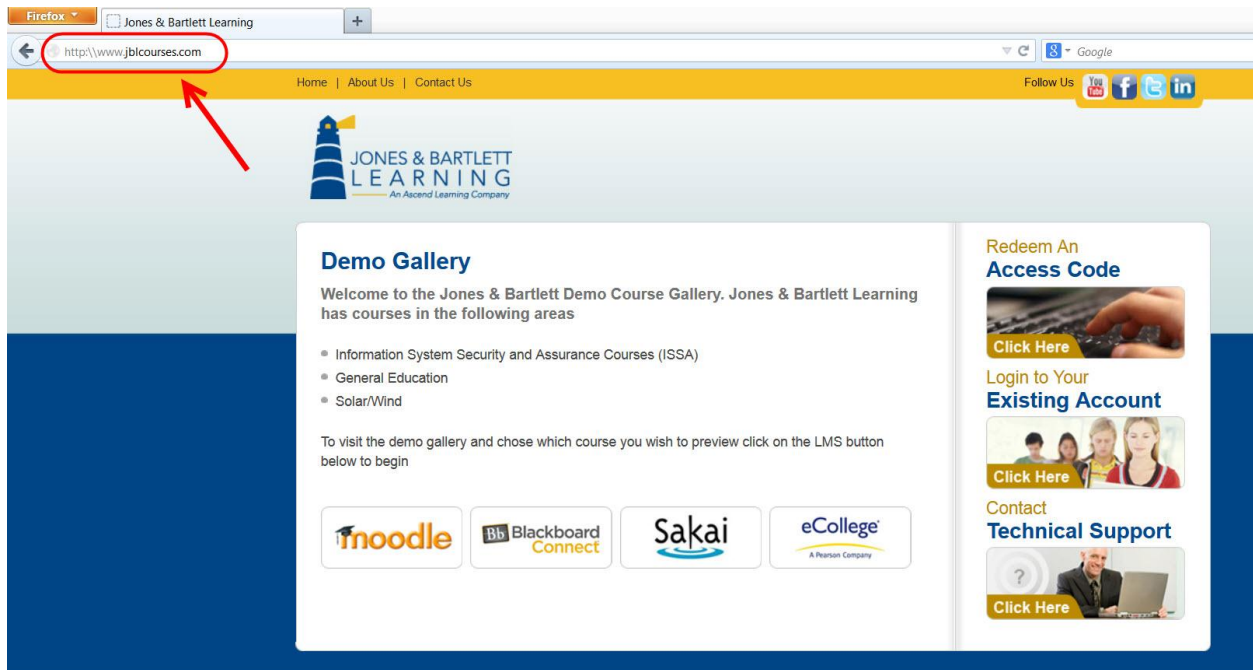 Firefox
Jones & Bartlett Learning
+
http:\\www.jblcourses.com
8
Google
Home | About Us | Contact Us
Follow Us
You Tube
f
t
in
JONES & BARTLETT
LEARNING
An Ascend Learning Company
Demo Gallery
Welcome to the Jones & Bartlett Demo Course Gallery. Jones & Bartlett Learning
has courses in the following areas
Information System Security and Assurance Courses (ISSA)
General Education
Solar/Wind
To visit the demo gallery and chose which course you wish to preview click on the LMS button
below to begin
moodle
Bb Blackboard
Connect
Sakai
eCollege
A Pearson Company
Redeem An
Access Code
Click Here
Login to Your
Existing Account
Click Here
Contact
Technical Support
?
Click Here